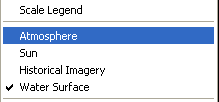 Scale Legend
Atmosphere
Sun
Historical Imagery
Water Surface